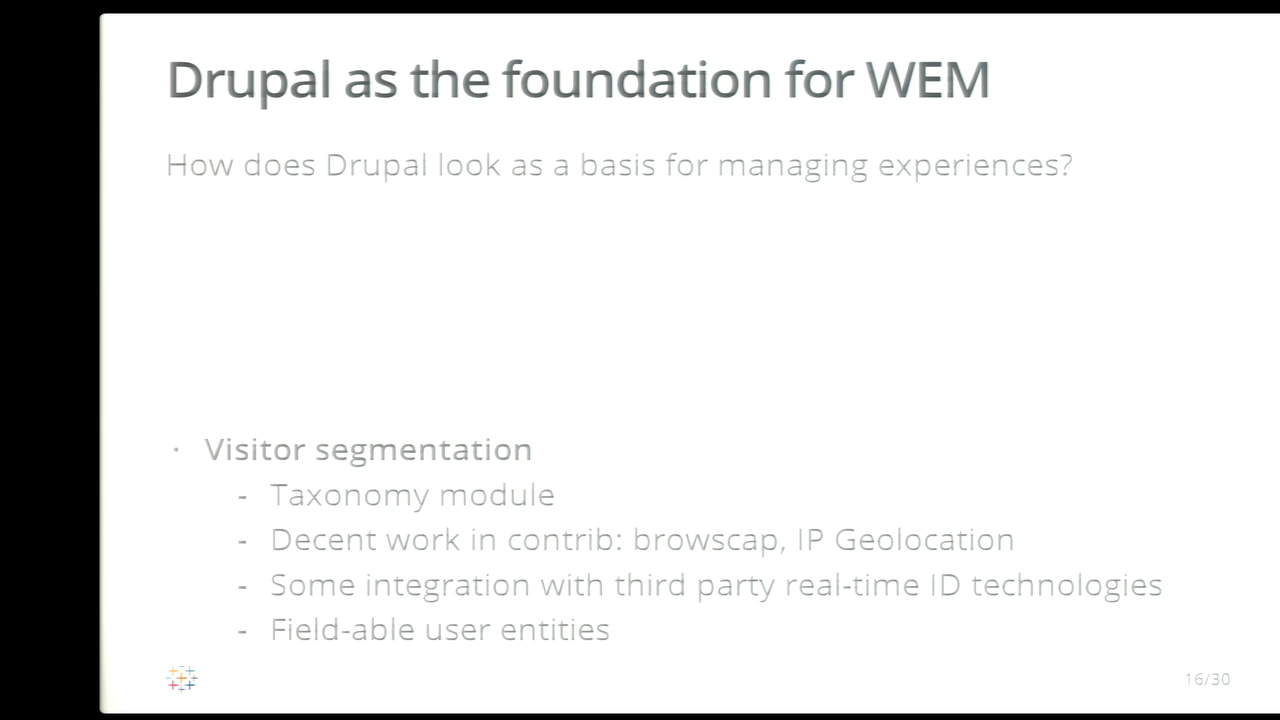 Drupal as the foundation for WEM
How does Drupal look as a basis for managing experiences?
· Visitor segmentation
- Taxonomy module
- Decent work in contrib: browscap, IP Geolocation
- Some integration with third party real-time ID technologies
- Field-able user entities
16/30